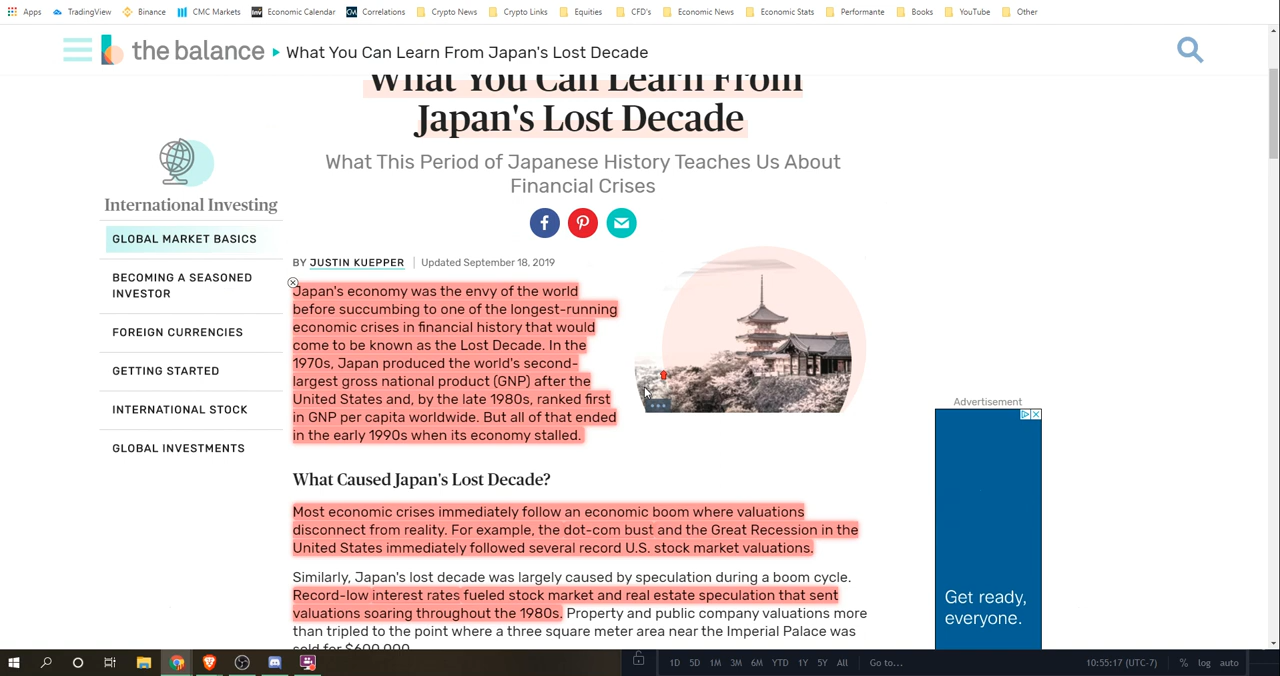 Apps TradingView Binance CMC Markets Economic Calendar Correlations Crypto News Crypto Links Equities CFD's Economic News Economic Stats Performante Books YouTube Other
the balance What You Can Learn From Japan's Lost Decade
What You Can Learn From
Japan's Lost Decade
What This Period of Japanese History Teaches Us About
Financial Crises
International Investing
GLOBAL MARKET BASICS
BECOMING A SEASONED
INVESTOR
FOREIGN CURRENCIES
GETTING STARTED
INTERNATIONAL STOCK
GLOBAL INVESTMENTS
BY JUSTIN KUEPPER Updated September 18, 2019
Japan's economy was the envy of the world
before succumbing to one of the longest-running
economic crises in financial history that would
come to be known as the Lost Decade. In the
1970s, Japan produced the world's second-
largest gross national product (GNP) after the
United States and, by the late 1980s, ranked first
in GNP per capita worldwide. But all of that ended
in the early 1990s when its economy stalled.
What Caused Japan's Lost Decade?
Most economic crises immediately follow an economic boom where valuations
disconnect from reality. For example, the dot-com bust and the Great Recession in the
United States immediately followed several record U.S. stock market valuations.
Similarly, Japan's lost decade was largely caused by speculation during a boom cycle.
Record-low interest rates fueled stock market and real estate speculation that sent
valuations soaring throughout the 1980s. Property and public company valuations more
than tripled to the point where a three square meter area near the Imperial Palace was
sold for $600,000.
Advertisement
Get ready,
everyone.
1D 5D 1M 3M 6M YTD 1Y 5Y All Go to... 10:55:17 (UTC-7) % log auto